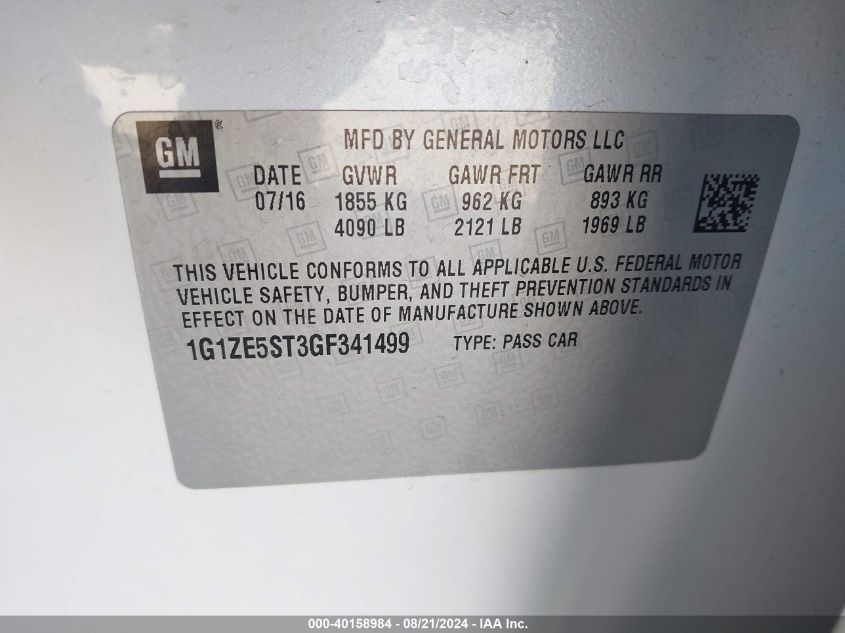 GM®
MFD BY GENERAL MOTORS LLC
DATE GVWR GAWR FRT GAWR RR
07/16 1855 KG 962 KG 893 KG
4090 LB 2121 LB 1969 LB
THIS VEHICLE CONFORMS TO ALL APPLICABLE U.S. FEDERAL MOTOR
VEHICLE SAFETY, BUMPER, AND THEFT PREVENTION STANDARDS IN
EFFECT ON THE DATE OF MANUFACTURE SHOWN ABOVE.
1G1ZE5ST3GF341499 TYPE: PASS CAR
000-40158984 - 08/21/2024 - IAA Inc.